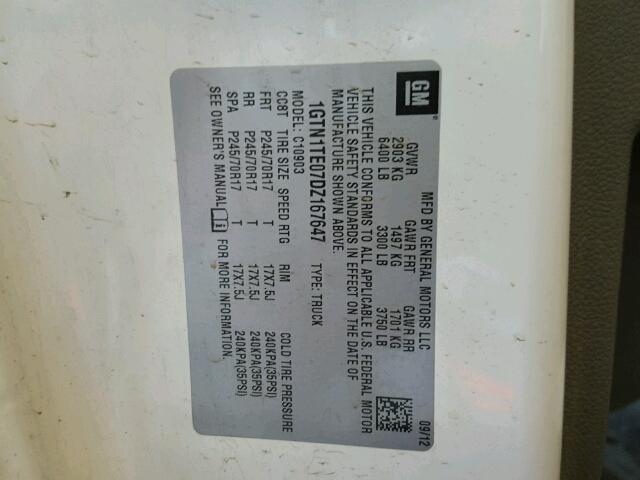 GM
MFD BY GENERAL MOTORS LLC 09/12
GVWR GAWR FRT GAWR RR
2903 KG 1497 KG 1701 KG
6400 LB 3300 LB 3750 LB
THIS VEHICLE CONFORMS TO ALL APPLICABLE U.S. FEDERAL MOTOR
VEHICLE SAFETY STANDARDS IN EFFECT ON THE DATE OF
MANUFACTURE SHOWN ABOVE.
1GTN1TE07DZ167647 TYPE: TRUCK
MODEL: C10903
CC8T TIRE SIZE SPEED RTG RIM COLD TIRE PRESSURE
FRT P245/70R17 T 17X7.5J 240KPA(35PSI)
RR P245/70R17 T 17X7.5J 240KPA(35PSI)
SPA P245/70R17 T 17X7.5J 240KPA(35PSI)
SEE OWNER'S MANUAL FOR MORE INFORMATION.